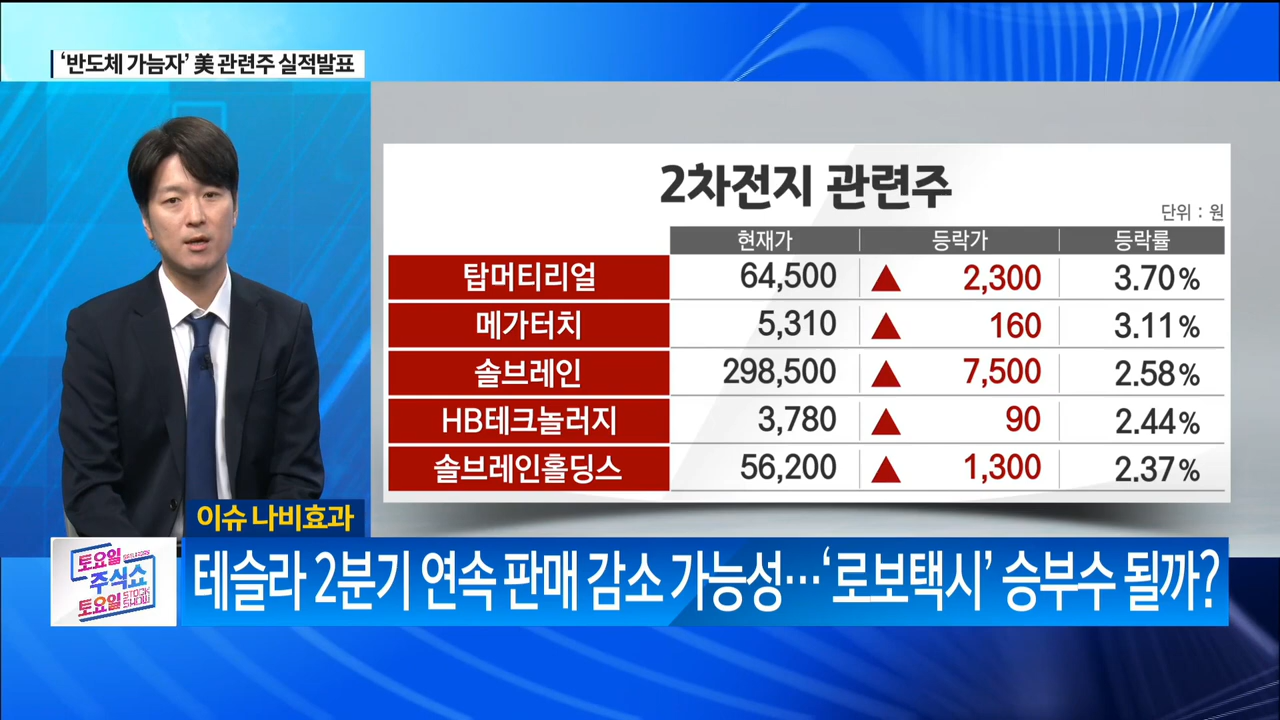 ‘반도체 가늠자’ 美 관련주 실적발표
2차전지 관련주
단위 : 원
현재가 등락가 등락률
탑머티리얼 64,500 ▲ 2,300 3.70%
메가터치 5,310 ▲ 160 3.11%
솔브레인 298,500 ▲ 7,500 2.58%
HB테크놀러지 3,780 ▲ 90 2.44%
솔브레인홀딩스 56,200 ▲ 1,300 2.37%
이슈 나비효과
토요일
주식쇼
토요일
STOCK
SHOW
테슬라 2분기 연속 판매 감소 가능성…‘로보택시’ 승부수 될까?